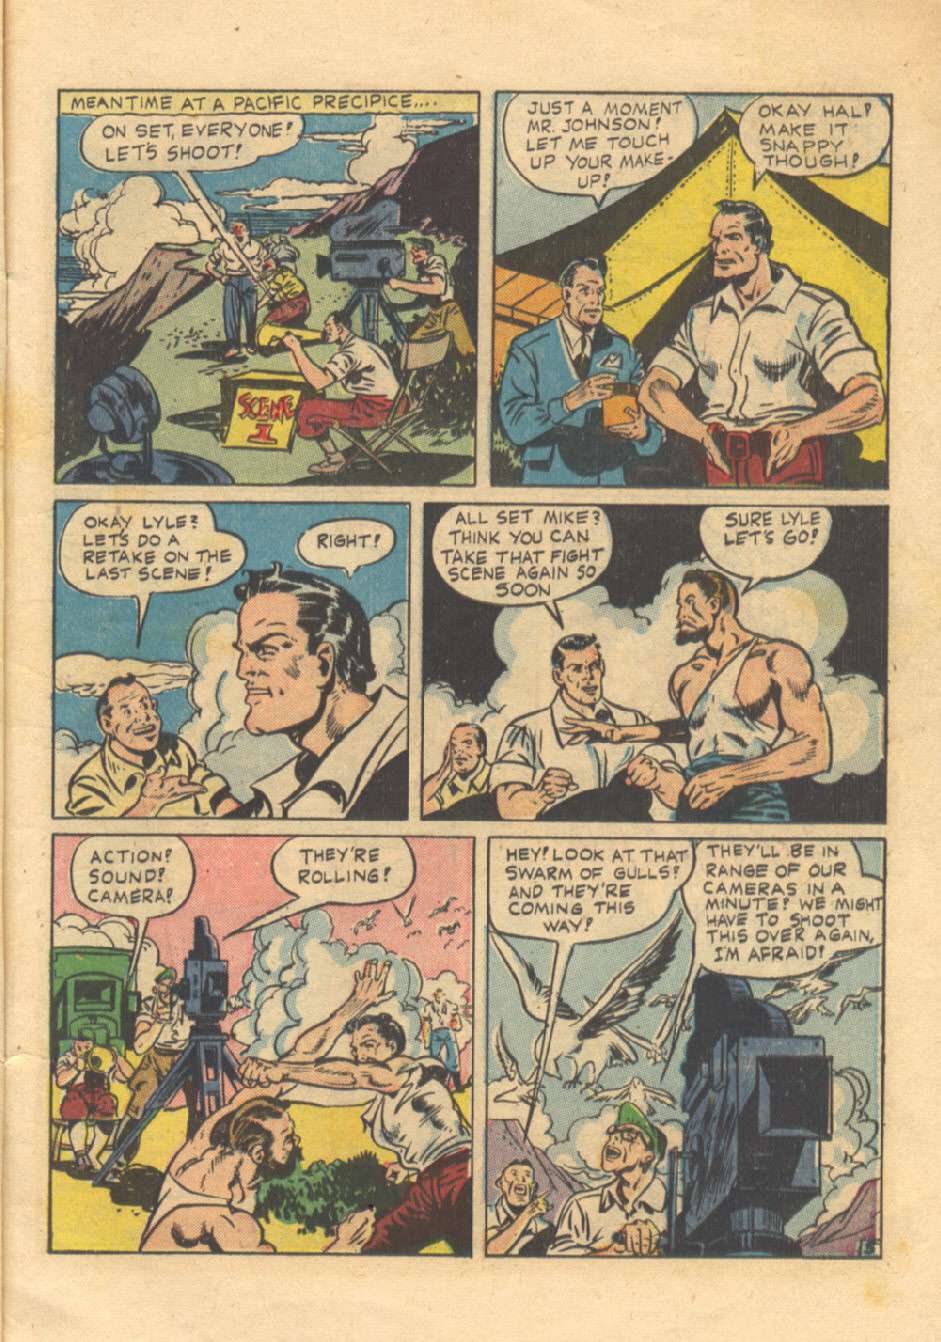 MEANTIME AT A PACIFIC PRECIPICE....
ON SET, EVERYONE!
LET'S SHOOT!
SCENE
1
JUST A MOMENT
MR. JOHNSON!
LET ME TOUCH
UP YOUR MAKE-
UP!
OKAY HAL!
MAKE IT
SNAPPY
THOUGH!
OKAY LYLE?
LET'S DO A
RETAKE ON THE
LAST SCENE!
RIGHT!
ALL SET MIKE?
THINK YOU CAN
TAKE THAT FIGHT
SCENE AGAIN SO
SOON
SURE LYLE
LET'S GO!
ACTION!
SOUND!
CAMERA!
THEY'RE
ROLLING!
HEY! LOOK AT THAT
SWARM OF GULLS!
AND THEY'RE
COMING THIS
WAY!
THEY'LL BE IN
RANGE OF OUR
CAMERAS IN A
MINUTE! WE MIGHT
HAVE TO SHOOT
THIS OVER AGAIN,
I'M AFRAID!